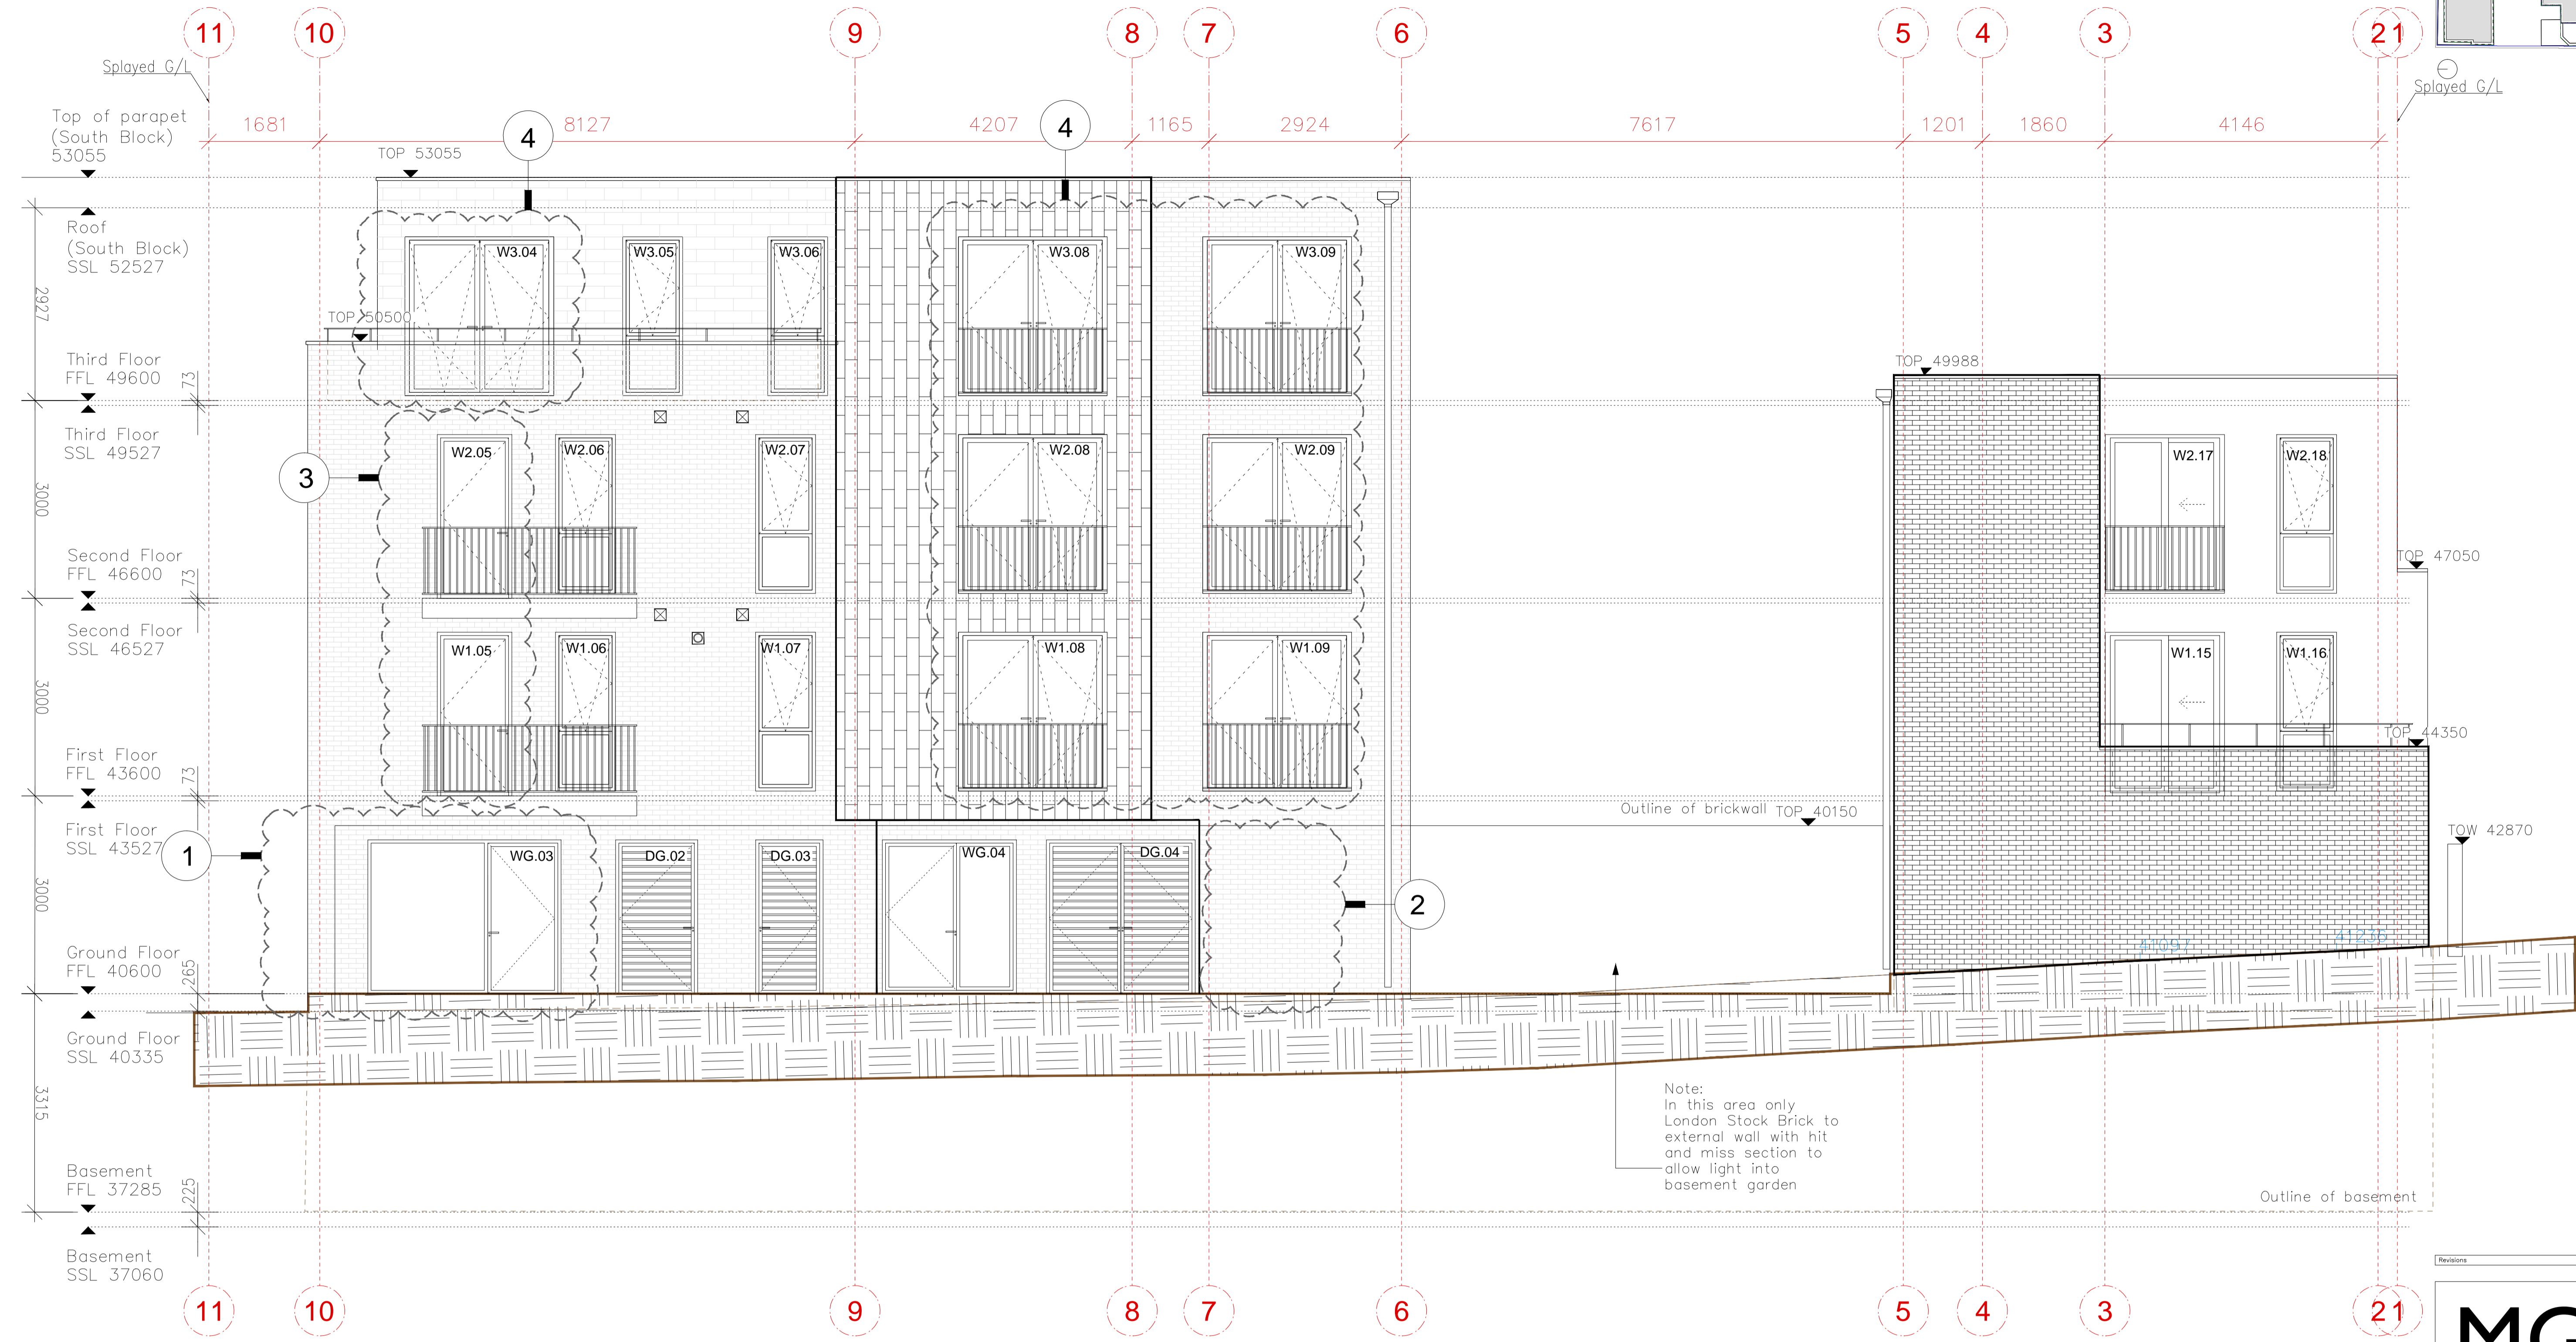 11 10 9 8 7 6 5 4 3 2 1
Splayed G/L
Splayed G/L
1681 8127 4207 1165 2924 7617 1201 1860 4146
4 4
Top of parapet
(South Block)
53055
TOP 53055
Roof
(South Block)
SSL 52527
2927
W3.04 W3.05 W3.06 W3.08 W3.09
TOP 50500
Third Floor
FFL 49600
73
TOP 49988
Third Floor
SSL 49527
3
3000
W2.05 W2.06 W2.07 W2.08 W2.09 W2.17 W2.18
Second Floor
FFL 46600
73
TOP 47050
Second Floor
SSL 46527
3000
W1.05 W1.06 W1.07 W1.08 W1.09 W1.15 W1.16
First Floor
FFL 43600
73
TOP 44350
First Floor
SSL 43527
Outline of brickwall TOP 40150
TOW 42870
1
3000
WG.03 DG.02 DG.03 WG.04 DG.04
2
41097 41236
Ground Floor
FFL 40600
265
Ground Floor
SSL 40335
3315
Note:
In this area only
London Stock Brick to
external wall with hit
and miss section to
allow light into
basement garden
Basement
FFL 37285
225
Outline of basement
Basement
SSL 37060
Revisions
11 10 9 8 7 6 5 4 3 2 1